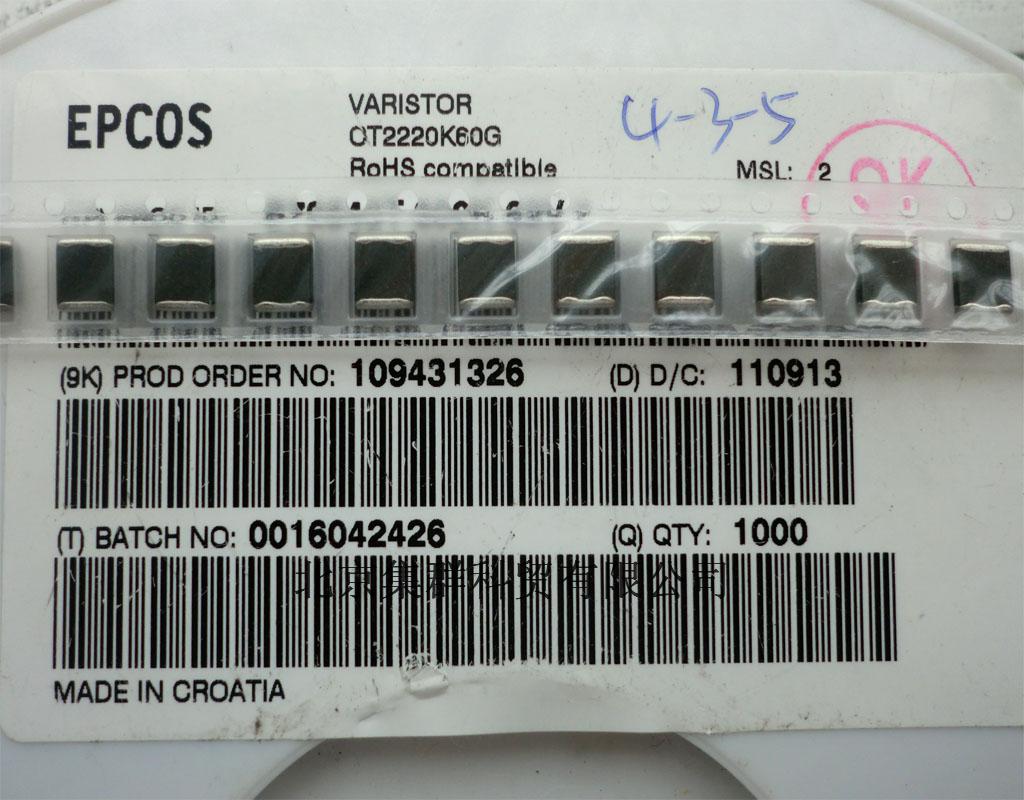 EPCOS
VARISTOR
CT2220K60G
RoHS compatible
4-3-5
MSL: 2
OK
(9K) PROD ORDER NO: 109431326 (D) D/C: 110913
(T) BATCH NO: 0016042426 (Q) QTY: 1000
北京集群科贸有限公司
MADE IN CROATIA